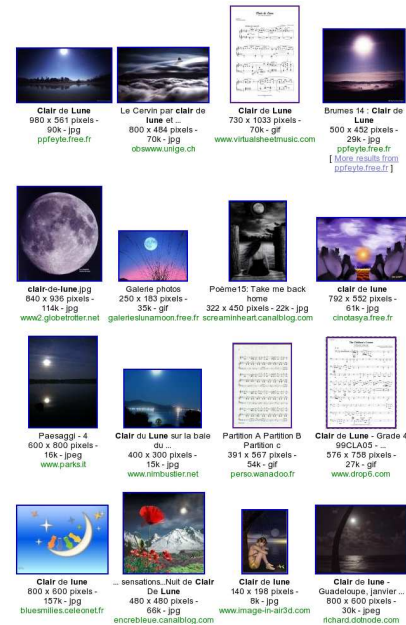 Clair de Lune
980 x 561 pixels -
90k - jpg
ppfeyte.free.fr
Le Cervin par clair de
lune et ...
800 x 484 pixels -
70k - jpg
obswww.unige.ch
Clair de Lune
730 x 1033 pixels -
70k - gif
www.virtualsheetmusic.com
Brumes 14 : Clair de
Lune
500 x 452 pixels -
29k - jpg
ppfeyte.free.fr
[ More results from
ppfeyte.free.fr ]
clair-de-lune.jpg
840 x 936 pixels -
114k - jpg
www2.globetrotter.net
Galerie photos
250 x 183 pixels -
35k - gif
galerieslunamoon.free.fr
Poème15: Take me back
home
322 x 450 pixels - 22k - jpg
screaminheart.canalblog.com
clair de lune
792 x 552 pixels -
61k - jpg
cinotasya.free.fr
Paesaggi - 4
600 x 800 pixels -
16k - jpeg
www.parks.it
Clair du Lune sur la baie
du ...
400 x 300 pixels -
15k - jpg
www.nimbustier.net
Partition A Partition B
Partition c
391 x 567 pixels -
54k - gif
perso.wanadoo.fr
Clair de Lune - Grade 4
99CLA05 - ...
576 x 758 pixels -
27k - gif
www.drop6.com
Clair de lune
800 x 600 pixels -
157k - jpg
bluesmilies.celeonet.fr
... sensations...Nuit de Clair
De Lune
480 x 480 pixels -
66k - jpg
encrebleue.canalblog.com
Clair de lune
140 x 198 pixels -
8k - jpg
www.image-in-air3d.com
Clair de lune -
Guadeloupe, janvier ...
800 x 600 pixels -
30k - jpeg
richard.dotnode.com